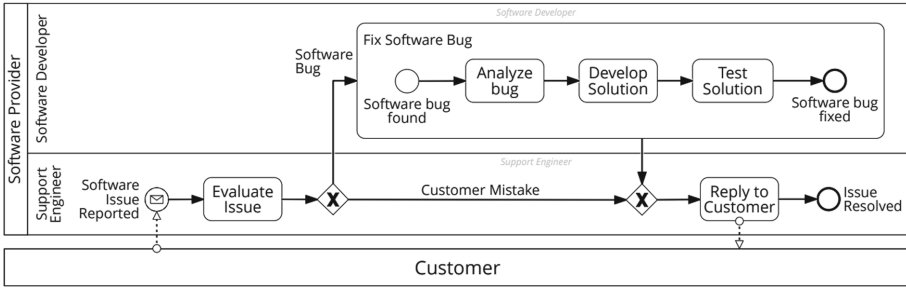 Software Developer
Software Provider
Software Developer
Software
Bug
Fix Software Bug
Software bug
found
Analyze
bug
Develop
Solution
Test
Solution
Software bug
fixed
Support Engineer
Support
Engineer
Software
Issue
Reported
Evaluate
Issue
X
Customer Mistake
X
Reply to
Customer
Issue
Resolved
Customer